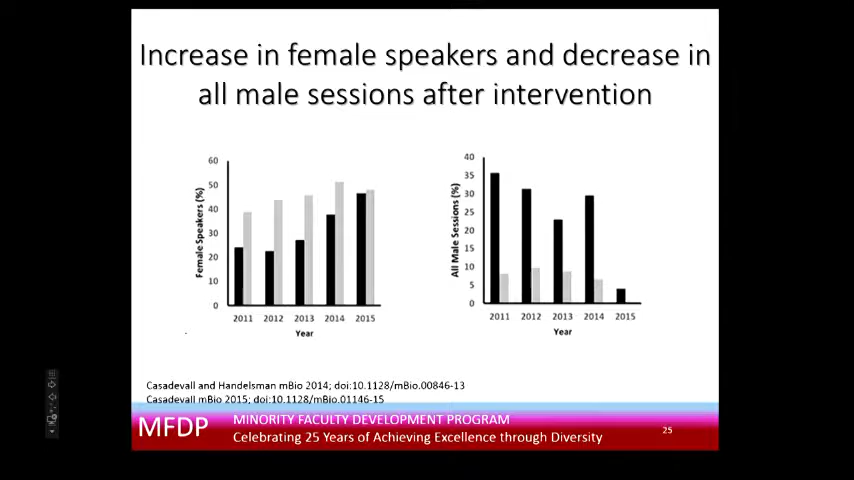 Increase in female speakers and decrease in
all male sessions after intervention
60
50
40
30
20
10
0
Female Speakers (%)
2011 2012 2013 2014 2015
Year
40
35
30
25
20
15
10
5
0
All Male Sessions (%)
2011 2012 2013 2014 2015
Year
Casadevall and Handelsman mBio 2014; doi:10.1128/mBio.00846-13
Casadevall mBio 2015; doi:10.1128/mBio.01146-15
MFDP
MINORITY FACULTY DEVELOPMENT PROGRAM
Celebrating 25 Years of Achieving Excellence through Diversity
25